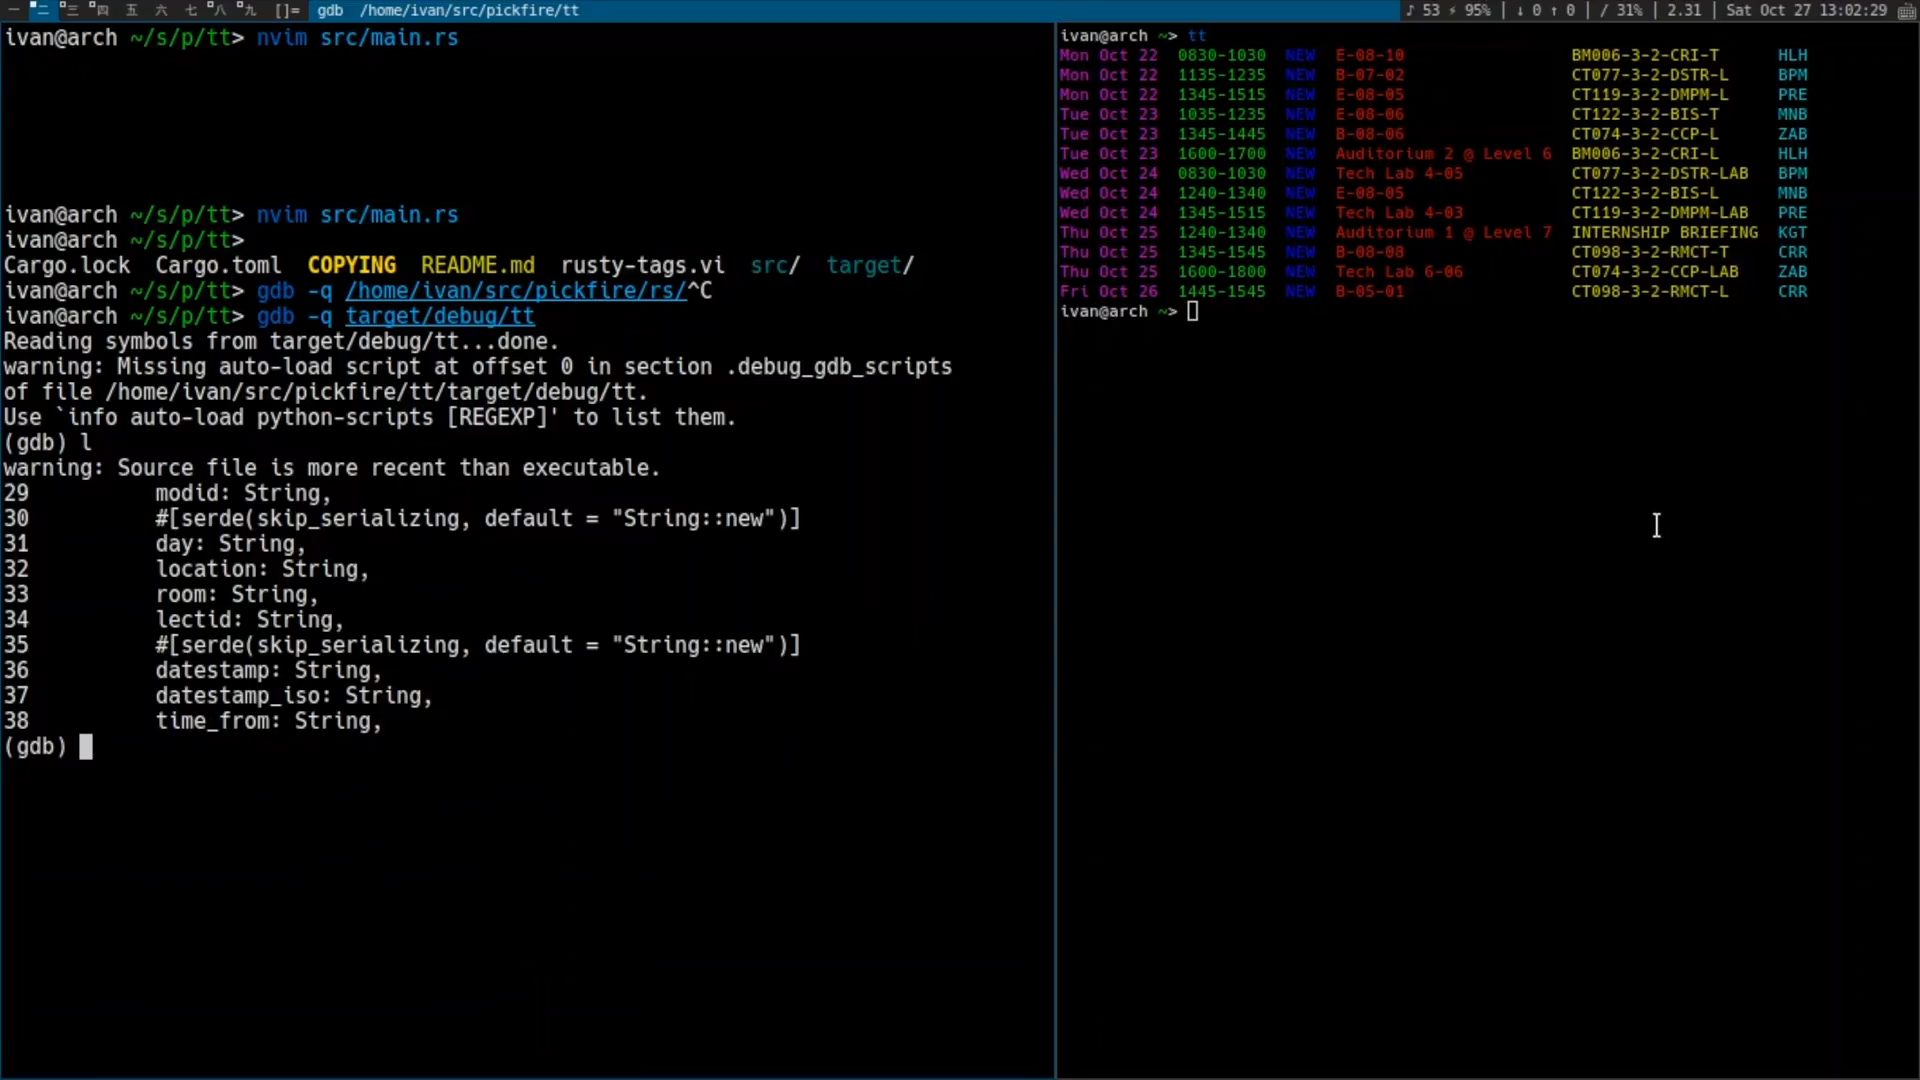 一 二 三 四 五 六 七 八 九 []= gdb /home/ivan/src/pickfire/tt ♪ 53 ⚡ 95% | ↓ 0 ↑ 0 | / 31% | 2.31 | Sat Oct 27 13:02:29
ivan@arch ~/s/p/tt> nvim src/main.rs
ivan@arch ~/s/p/tt> nvim src/main.rs
ivan@arch ~/s/p/tt>
Cargo.lock Cargo.toml COPYING README.md rusty-tags.vi src/ target/
ivan@arch ~/s/p/tt> gdb -q /home/ivan/src/pickfire/rs/^C
ivan@arch ~/s/p/tt> gdb -q target/debug/tt
Reading symbols from target/debug/tt...done.
warning: Missing auto-load script at offset 0 in section .debug_gdb_scripts
of file /home/ivan/src/pickfire/tt/target/debug/tt.
Use `info auto-load python-scripts [REGEXP]' to list them.
(gdb) l
warning: Source file is more recent than executable.
29 modid: String,
30 #[serde(skip_serializing, default = "String::new")]
31 day: String,
32 location: String,
33 room: String,
34 lectid: String,
35 #[serde(skip_serializing, default = "String::new")]
36 datestamp: String,
37 datestamp_iso: String,
38 time_from: String,
(gdb)
ivan@arch ~> tt
Mon Oct 22 0830-1030 NEW E-08-10 BM006-3-2-CRI-T HLH
Mon Oct 22 1135-1235 NEW B-07-02 CT077-3-2-DSTR-L BPM
Mon Oct 22 1345-1515 NEW E-08-05 CT119-3-2-DMPM-L PRE
Tue Oct 23 1035-1235 NEW E-08-06 CT122-3-2-BIS-T MNB
Tue Oct 23 1345-1445 NEW B-08-06 CT074-3-2-CCP-L ZAB
Tue Oct 23 1600-1700 NEW Auditorium 2 @ Level 6 BM006-3-2-CRI-L HLH
Wed Oct 24 0830-1030 NEW Tech Lab 4-05 CT077-3-2-DSTR-LAB BPM
Wed Oct 24 1240-1340 NEW E-08-05 CT122-3-2-BIS-L MNB
Wed Oct 24 1345-1515 NEW Tech Lab 4-03 CT119-3-2-DMPM-LAB PRE
Thu Oct 25 1240-1340 NEW Auditorium 1 @ Level 7 INTERNSHIP BRIEFING KGT
Thu Oct 25 1345-1545 NEW B-08-08 CT098-3-2-RMCT-T CRR
Thu Oct 25 1600-1800 NEW Tech Lab 6-06 CT074-3-2-CCP-LAB ZAB
Fri Oct 26 1445-1545 NEW B-05-01 CT098-3-2-RMCT-L CRR
ivan@arch ~>